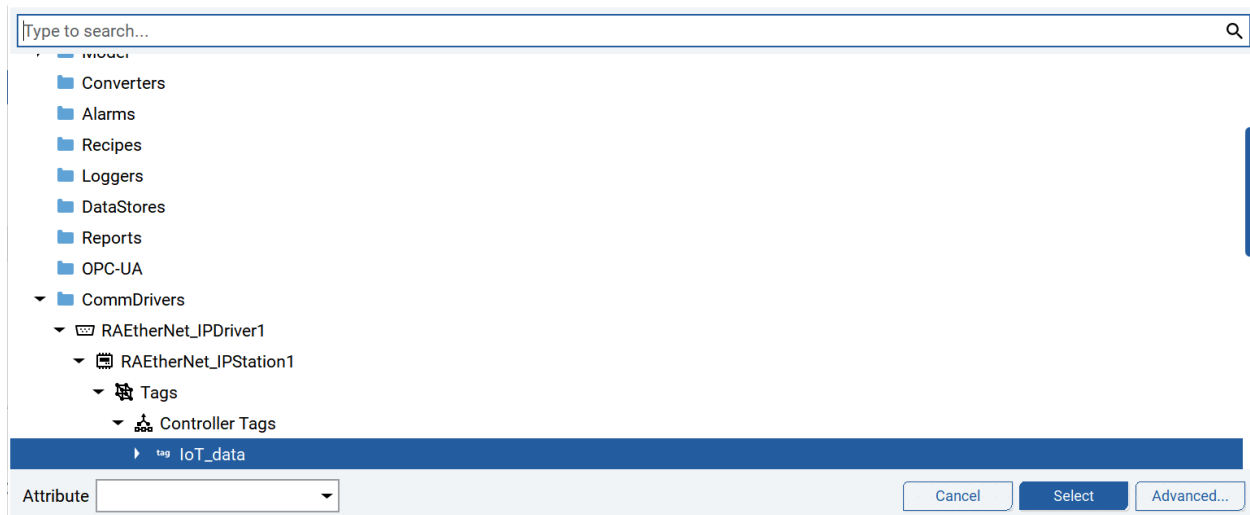 Type to search...
Model
Converters
Alarms
Recipes
Loggers
DataStores
Reports
OPC-UA
CommDrivers
RAEtherNet_IPDriver1
RAEtherNet_IPStation1
Tags
Controller Tags
tag IoT_data
Attribute Cancel Select Advanced...